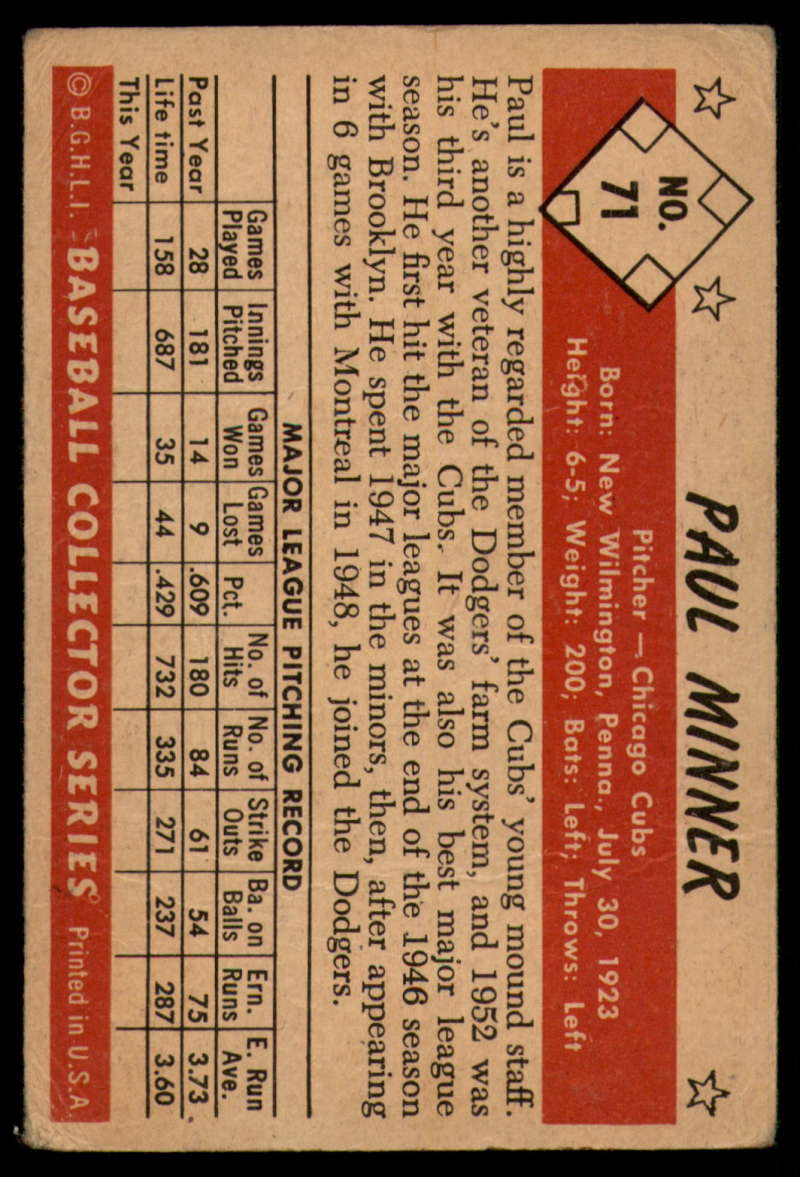 PAUL MINNER
NO.
71
Pitcher — Chicago Cubs
Born: New Wilmington, Penna., July 30, 1923
Height: 6-5; Weight: 200; Bats: Left; Throws: Left
Paul is a highly regarded member of the Cubs' young mound staff.
He's another veteran of the Dodgers' farm system, and 1952 was
his third year with the Cubs. It was also his best major league
season. He first hit the major leagues at the end of the 1946 season
with Brooklyn. He spent 1947 in the minors, then, after appearing
in 6 games with Montreal in 1948, he joined the Dodgers.
MAJOR LEAGUE PITCHING RECORD
Games Innings Games Games Pct. No. of No. of Strike Ba. on Ern. E. Run
Played Pitched Won Lost Hits Runs Outs Balls Runs Ave.
Past Year 28 181 14 9 .609 180 84 61 54 75 3.73
Life time 158 687 35 44 .429 732 335 271 237 287 3.60
This Year
© B.G.H.L.I. BASEBALL COLLECTOR SERIES Printed in U.S.A